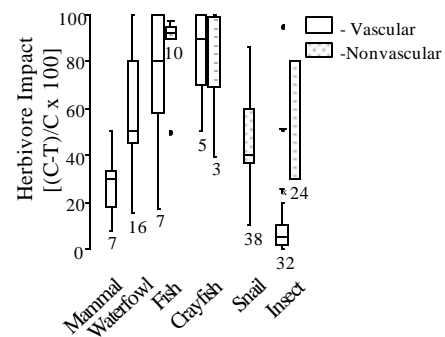 Herbivore Impact
[(C-T)/C x 100]
100
80
60
40
20
0
- Vascular
-Nonvascular
10
5
3
7
16
7
38
24
32
Mammal
Waterfowl
Fish
Crayfish
Snail
Insect